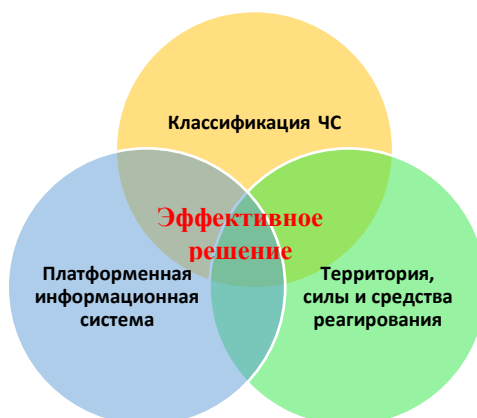 Классификация ЧС
Эффективное
решение
Платформенная
информационная
система
Территория,
силы и средства
реагирования